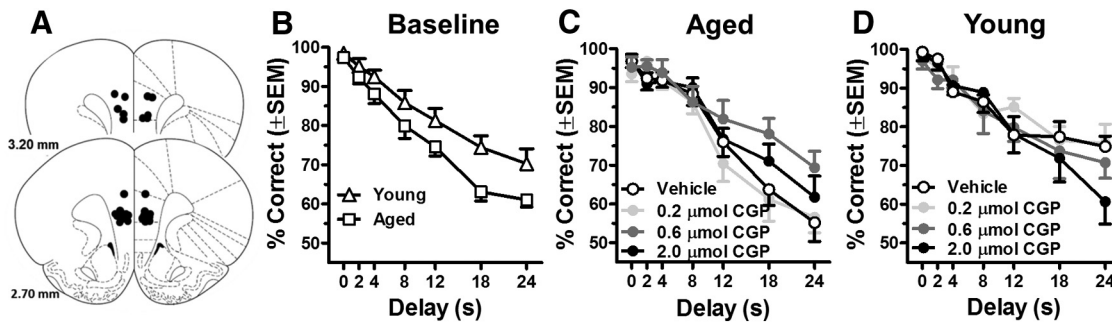 A
3.20 mm
2.70 mm
B
Baseline
% Correct (±SEM)
100
90
80
70
60
50
Young
Aged
0 2 4 8 12 18 24
Delay (s)
C
Aged
% Correct (±SEM)
100
90
80
70
60
50
Vehicle
0.2 μmol CGP
0.6 μmol CGP
2.0 μmol CGP
0 2 4 8 12 18 24
Delay (s)
D
Young
% Correct (±SEM)
100
90
80
70
60
50
Vehicle
0.2 μmol CGP
0.6 μmol CGP
2.0 μmol CGP
0 2 4 8 12 18 24
Delay (s)